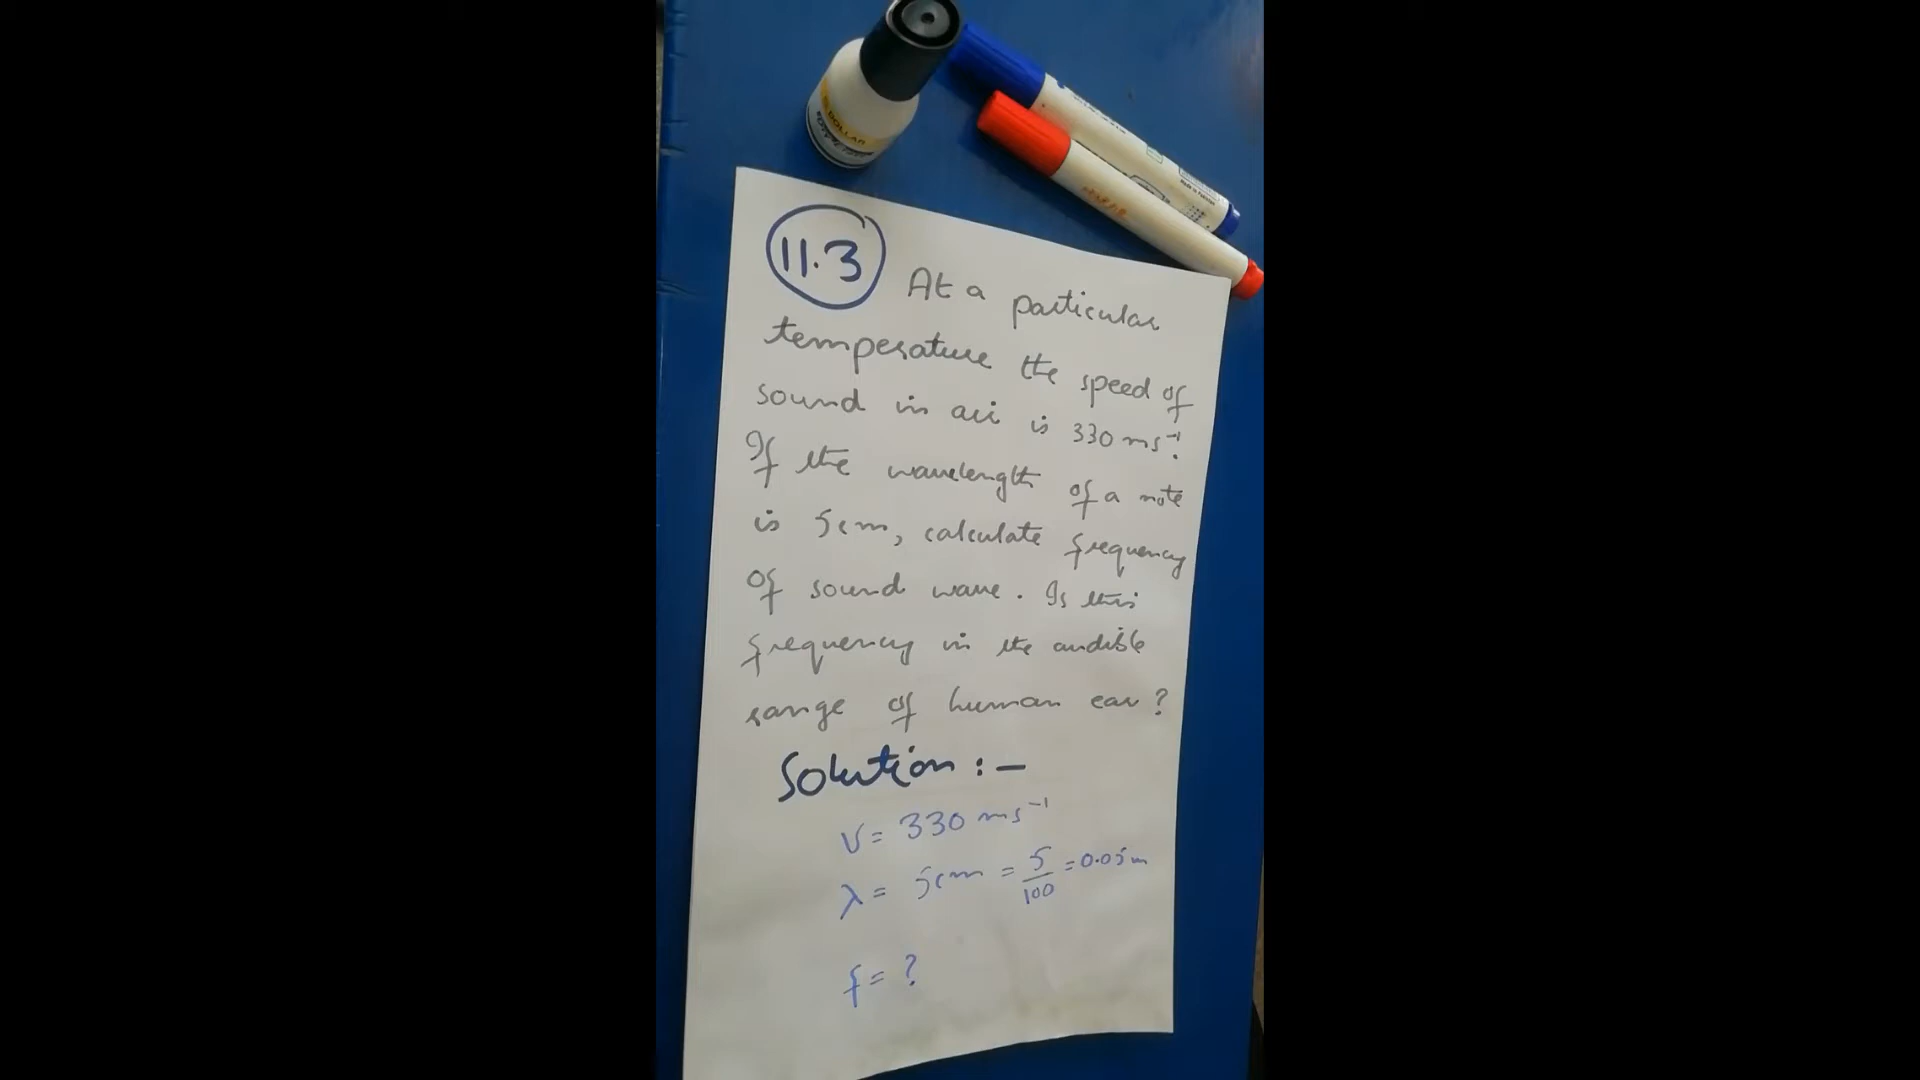 DOLLAR
11.3 At a particular
temperature the speed of
sound in air is 330 ms⁻¹.
If the wavelength of a note
is 5cm, calculate frequency
of sound wave. Is this
frequency in the audible
range of human ear?
Solution :-
V = 330 ms⁻¹
λ = 5cm = 5/100 = 0.05m
f = ?